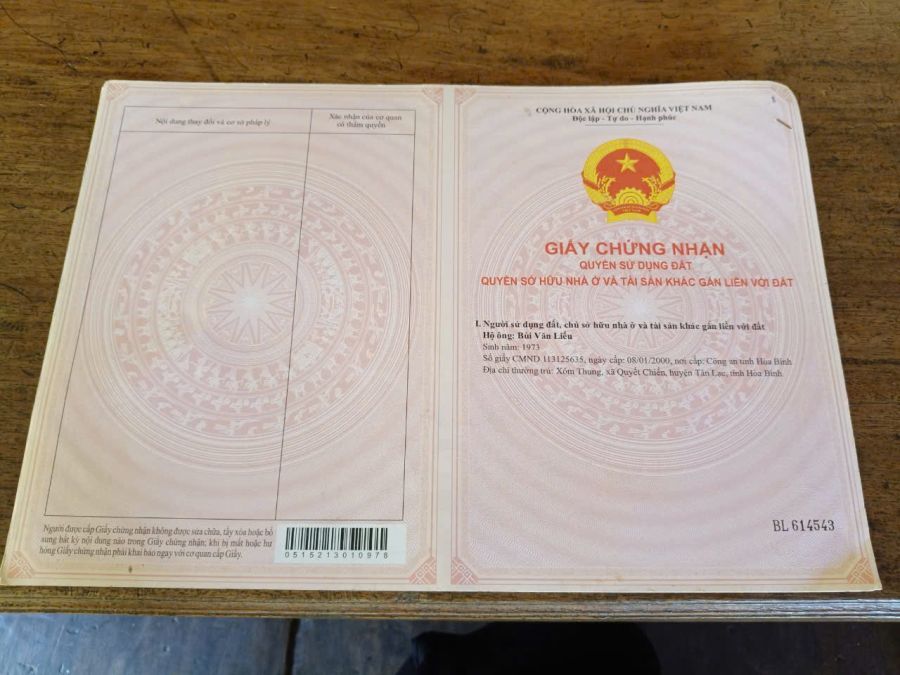 Nội dung thay đổi và cơ sở pháp lý
Xác nhận của cơ quan
có thẩm quyền
Người được cấp Giấy chứng nhận không được sửa chữa, tẩy xóa hoặc bổ
sung bất kỳ nội dung nào trong Giấy chứng nhận; khi bị mất hoặc hư
hỏng Giấy chứng nhận phải khai báo ngay với cơ quan cấp Giấy.
0515213010978
CỘNG HÒA XÃ HỘI CHỦ NGHĨA VIỆT NAM
Độc lập - Tự do - Hạnh phúc
GIẤY CHỨNG NHẬN
QUYỀN SỬ DỤNG ĐẤT
QUYỀN SỞ HỮU NHÀ Ở VÀ TÀI SẢN KHÁC GẮN LIỀN VỚI ĐẤT
I. Người sử dụng đất, chủ sở hữu nhà ở và tài sản khác gắn liền với đất
Hộ ông: Bùi Văn Liểu
Sinh năm: 1973
Số giấy CMND 113125635, ngày cấp: 08/01/2000, nơi cấp: Công an tỉnh Hòa Bình
Địa chỉ thường trú: Xóm Thung, xã Quyết Chiến, huyện Tân Lạc, tỉnh Hòa Bình
BL 614543